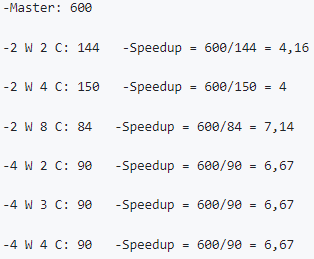 -Master: 600
-2 W 2 C: 144 -Speedup = 600/144 = 4,16
-2 W 4 C: 150 -Speedup = 600/150 = 4
-2 W 8 C: 84 -Speedup = 600/84 = 7,14
-4 W 2 C: 90 -Speedup = 600/90 = 6,67
-4 W 3 C: 90 -Speedup = 600/90 = 6,67
-4 W 4 C: 90 -Speedup = 600/90 = 6,67